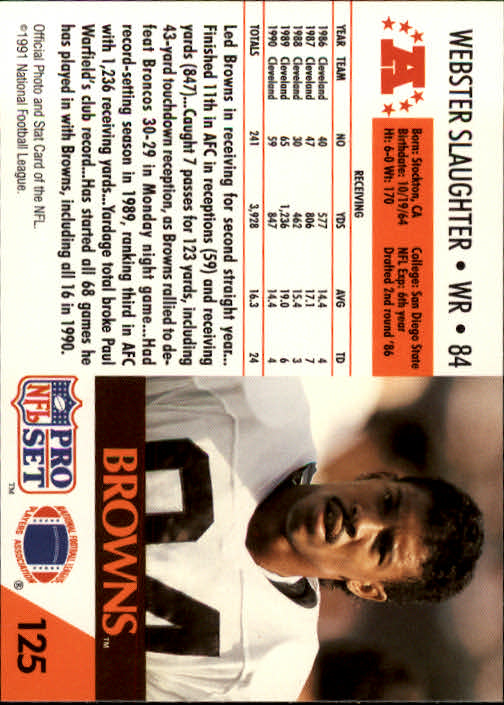 WEBSTER SLAUGHTER • WR • 84
A
Born: Stockton, CA
Birthdate: 10/19/64
Ht: 6-0 Wt: 170
College: San Diego State
NFL Exp: 6th year
Drafted 2nd round '86
RECEIVING
YEAR TEAM NO YDS AVG TD
1986 Cleveland 40 577 14.4 4
1987 Cleveland 47 806 17.1 7
1988 Cleveland 30 462 15.4 3
1989 Cleveland 65 1,236 19.0 6
1990 Cleveland 59 847 14.4 4
TOTALS 241 3,928 16.3 24
Led Browns in receiving for second straight year...
Finished 11th in AFC in receptions (59) and receiving
yards (847)...Caught 7 passes for 123 yards, including
43-yard touchdown reception, as Browns rallied to de-
feat Broncos 30-29 in Monday night game....Had
record-setting season in 1989, ranking third in AFC
with 1,236 receiving yards....Yardage total broke Paul
Warfield's club record....Has started all 68 games he
has played in with Browns, including all 16 in 1990.
Official Photo and Stat Card of the NFL.
©1991 National Football League.
BROWNS™
84
PRO
NFL
SET
™
NATIONAL FOOTBALL LEAGUE
PLAYERS ASSOCIATION
®
125